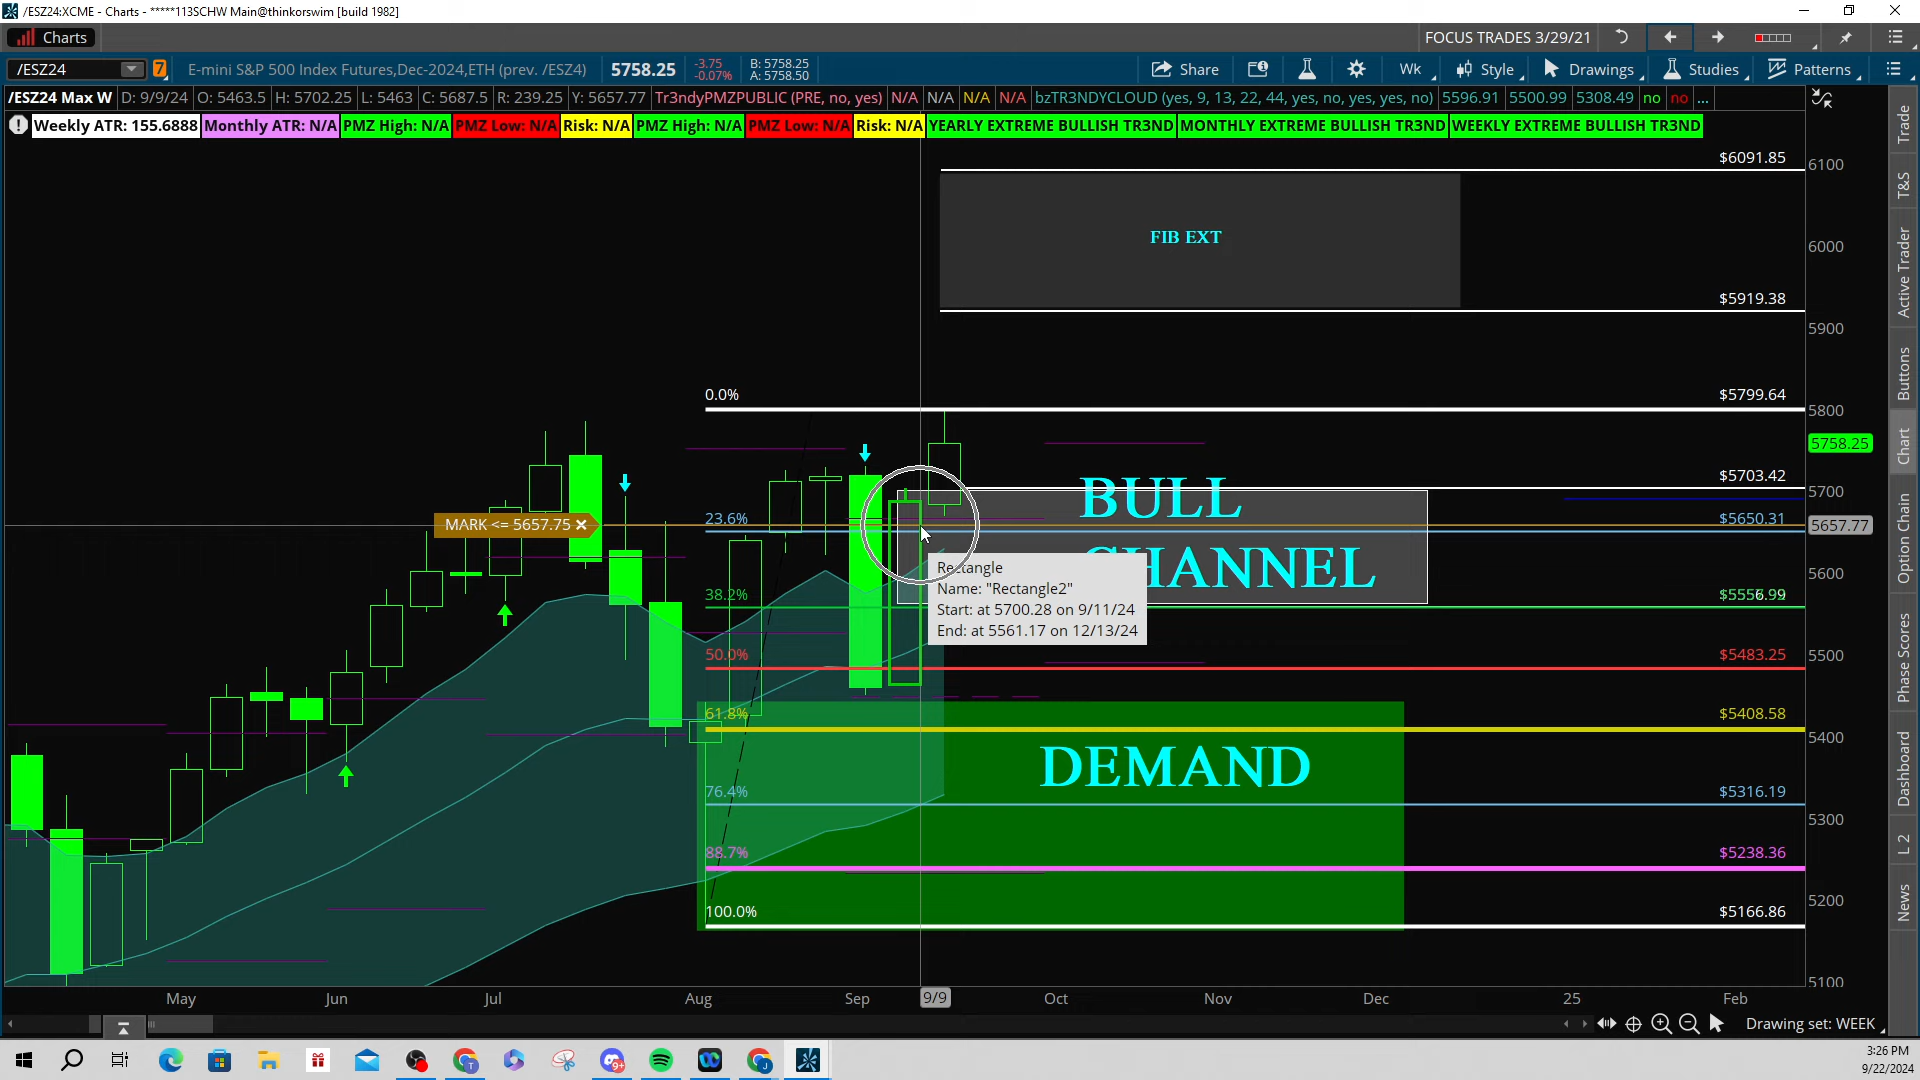 /ESZ24:XCME - Charts - *****113SCHW Main@thinkorswim [build 1982]
Charts
FOCUS TRADES 3/29/21
/ESZ24
7
E-mini S&P 500 Index Futures,Dec-2024,ETH (prev. /ESZ4)
5758.25
-3.75
-0.07%
B: 5758.25
A: 5758.50
Share
Wk
Style
Drawings
Studies
Patterns
/ESZ24 Max W
D: 9/9/24
O: 5463.5
H: 5702.25
L: 5463
C: 5687.5
R: 239.25
Y: 5657.77
Tr3ndyPMZPUBLIC (PRE, no, yes)
N/A
N/A
N/A
N/A
bzTR3NDYCLOUD (yes, 9, 13, 22, 44, yes, no, yes, yes, no)
5596.91
5500.99
5308.49
no
no
...
Weekly ATR: 155.6888
Monthly ATR: N/A
PMZ High: N/A
PMZ Low: N/A
Risk: N/A
PMZ High: N/A
PMZ Low: N/A
Risk: N/A
YEARLY EXTREME BULLISH TR3ND
MONTHLY EXTREME BULLISH TR3ND
WEEKLY EXTREME BULLISH TR3ND
$6091.85
6100
FIB EXT
6000
$5919.38
5900
0.0%
$5799.64
5800
5758.25
$5703.42
5700
BULL
MARK <= 5657.75
23.6%
$5650.31
5657.77
HANNEL
Rectangle
Name: "Rectangle2"
Start: at 5700.28 on 9/11/24
End: at 5561.17 on 12/13/24
5600
38.2%
$5556.99
50.0%
$5483.25
5500
61.8%
$5408.58
5400
DEMAND
76.4%
$5316.19
5300
88.7%
$5238.36
5200
100.0%
$5166.86
5100
May
Jun
Jul
Aug
Sep
9/9
Oct
Nov
Dec
25
Feb
Drawing set: WEEK
Trade
T&S
Active Trader
Buttons
Chart
Option Chain
Phase Scores
Dashboard
L 2
News
9+
T
J
3:26 PM
9/22/2024